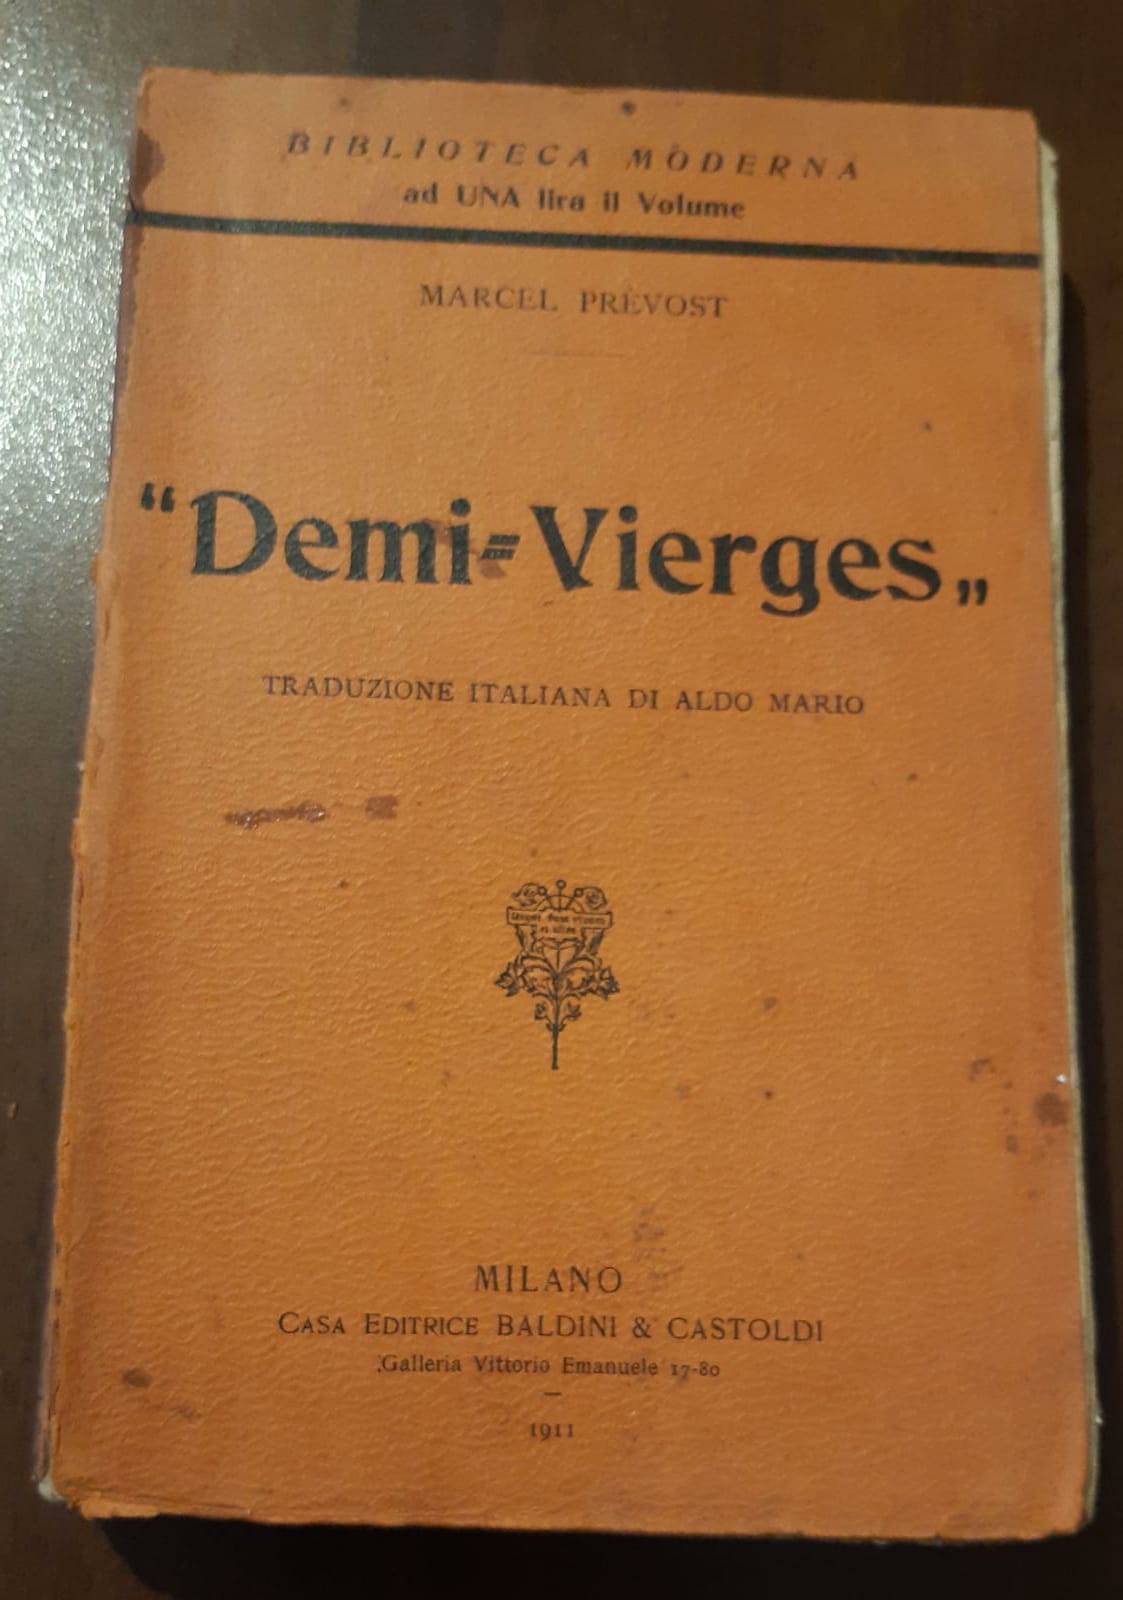 BIBLIOTECA MODERNA
ad UNA lira il Volume
MARCEL PRÈVOST
“Demi=Vierges„
TRADUZIONE ITALIANA DI ALDO MARIO
MILANO
CASA EDITRICE BALDINI & CASTOLDI
Galleria Vittorio Emanuele 17-80
1911